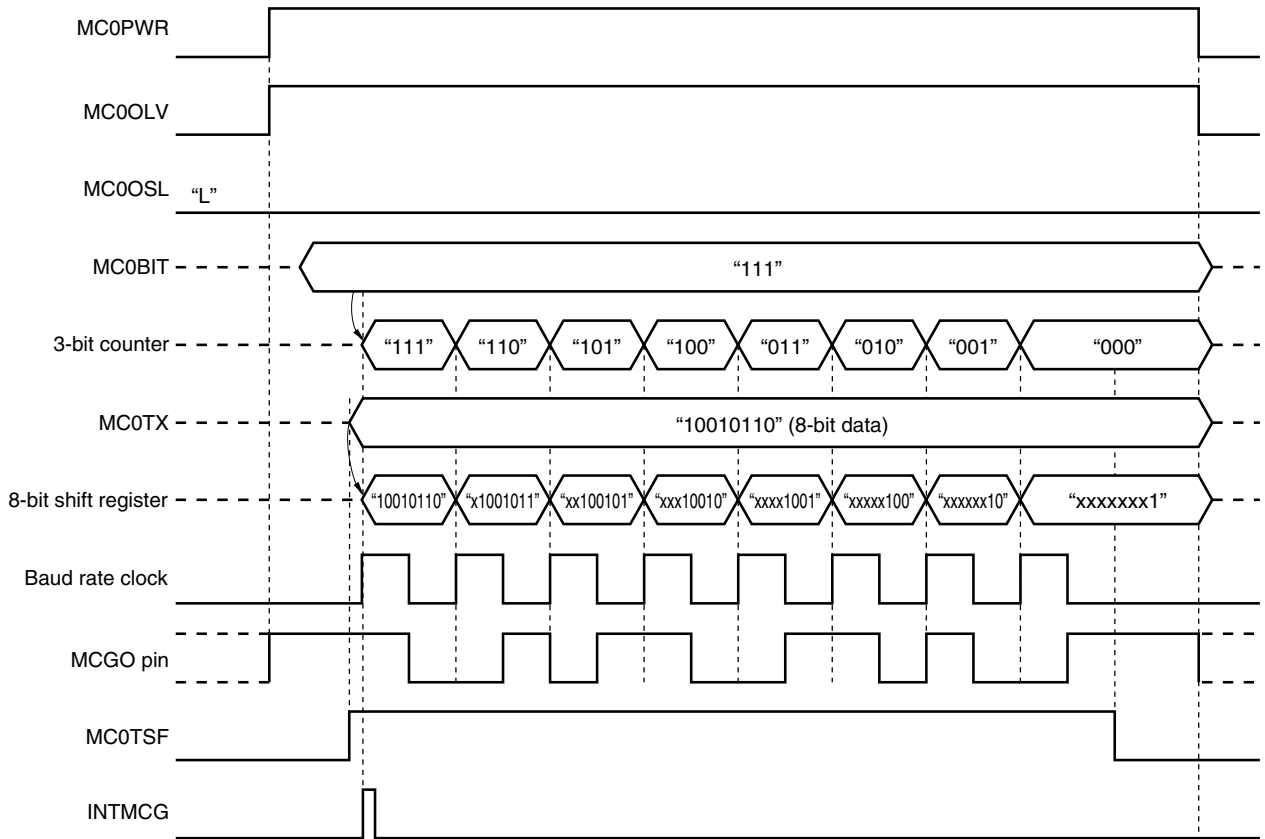 MC0PWR
MC0OLV
MC0OSL “L”
MC0BIT “111”
3-bit counter “111” “110” “101” “100” “011” “010” “001” “000”
MC0TX “10010110” (8-bit data)
8-bit shift register “10010110” “x1001011” “xx100101” “xxx10010” “xxxx1001” “xxxxx100” “xxxxxx10” “xxxxxxx1”
Baud rate clock
MCGO pin
MC0TSF
INTMCG